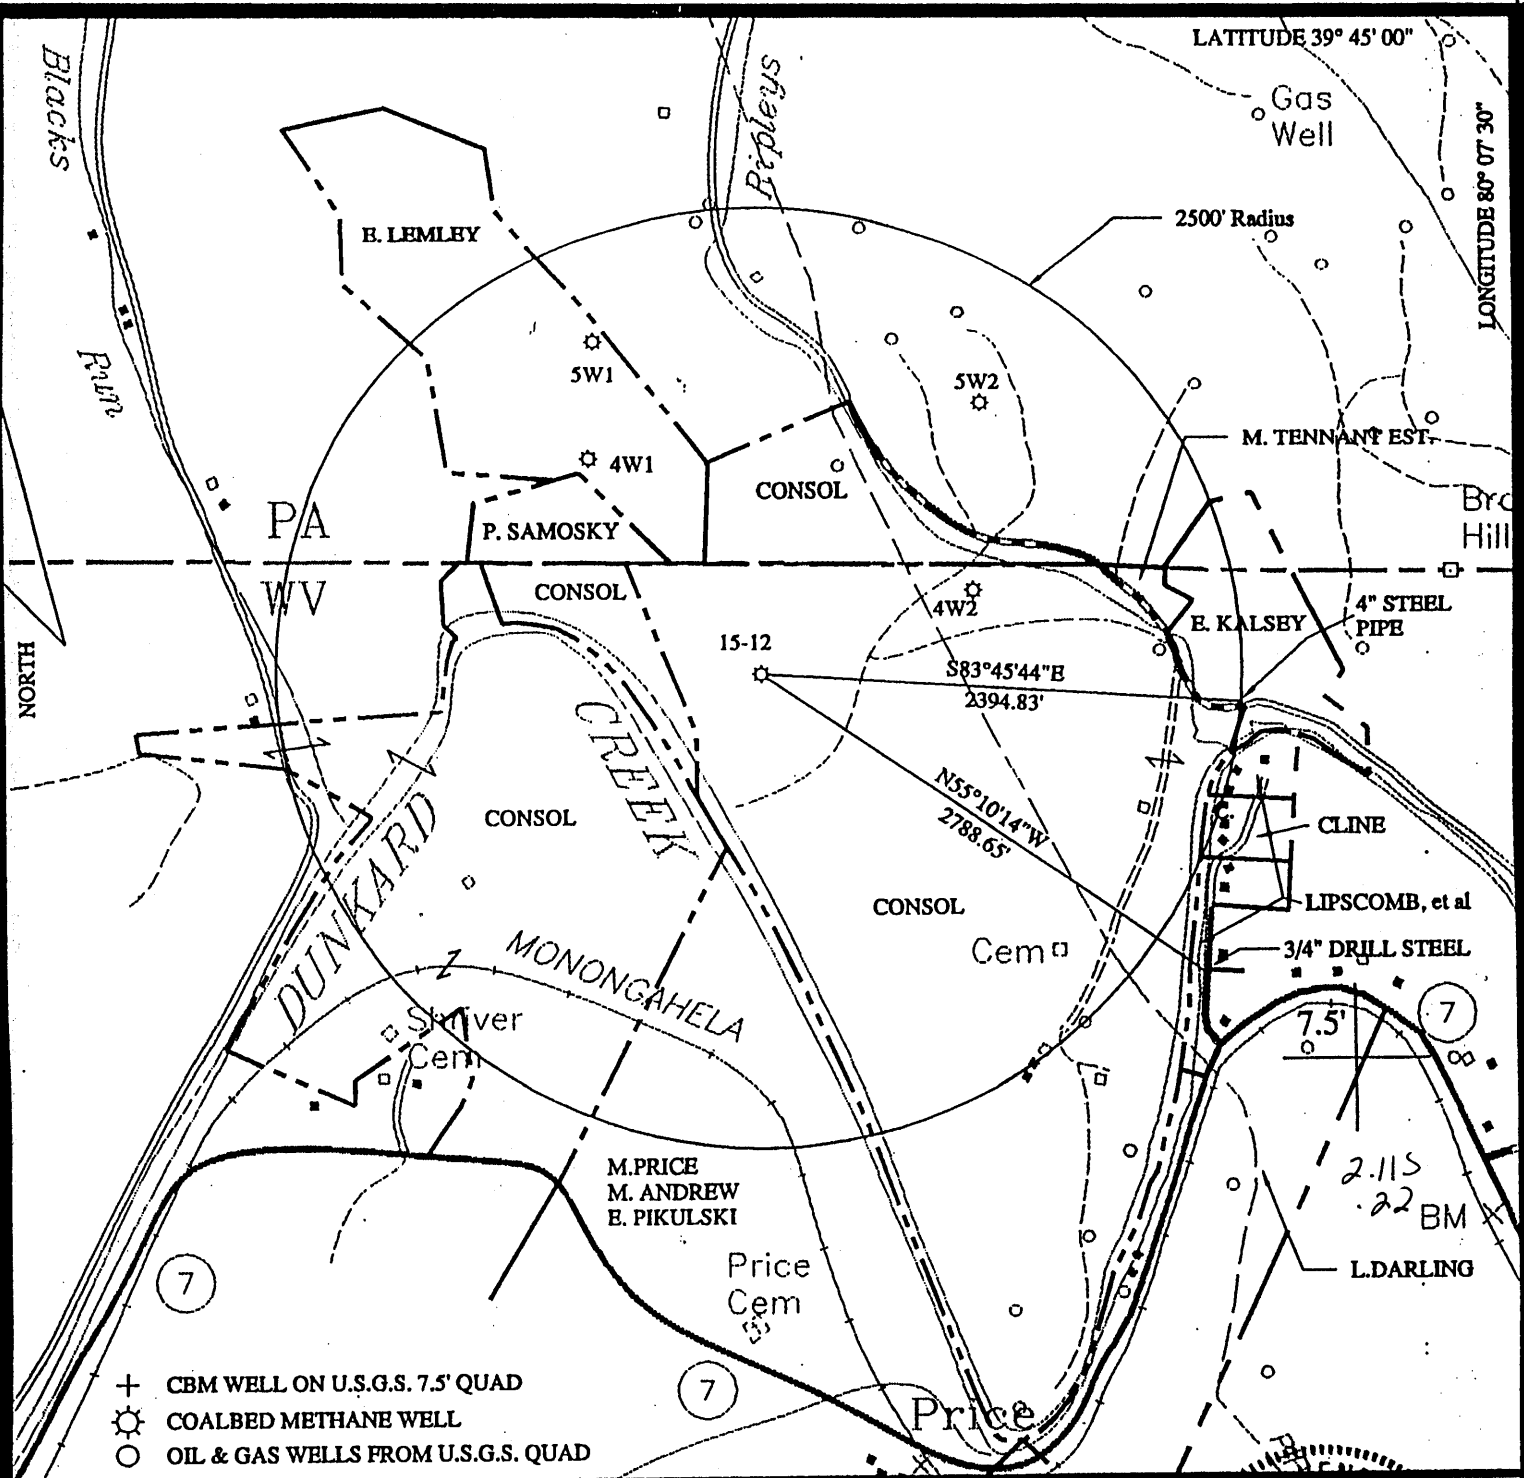 LATITUDE 39° 45' 00"
LONGITUDE 80° 07' 30"
Blacks
Run
Ripleys
Gas
Well
2500' Radius
E. LEMLEY
5W1
5W2
4W1
M. TENNANT EST.
CONSOL
PA
P. SAMOSKY
WV
CONSOL
4W2
Hill
4" STEEL
PIPE
E. KALSEY
NORTH
15-12
S83°45'44"E
2394.83'
N55°10'14"W
2788.65'
DUNKARD
CREEK
CONSOL
CLINE
CONSOL
LIPSCOMB, et al
3/4" DRILL STEEL
Cem
MONONGAHELA
Shriver
Cem
7
7.5'
M.PRICE
M. ANDREW
E. PIKULSKI
2.11S
.22
BM
Price
Cem
7
L.DARLING
7
Price
CBM WELL ON U.S.G.S. 7.5' QUAD
COALBED METHANE WELL
OIL & GAS WELLS FROM U.S.G.S. QUAD